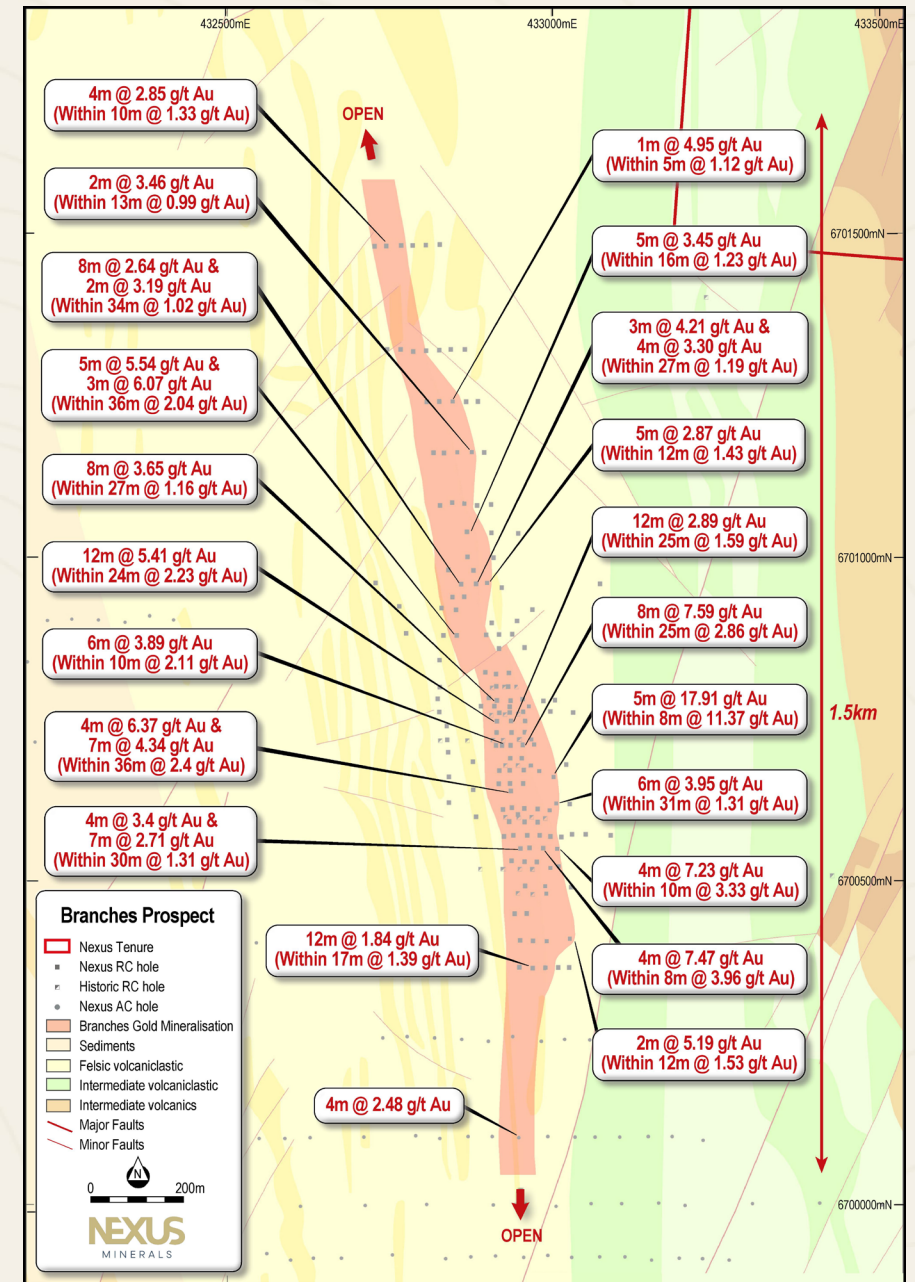 432500mE
433000mE
433500mE
4m @ 2.85 g/t Au
(Within 10m @ 1.33 g/t Au)
2m @ 3.46 g/t Au
(Within 13m @ 0.99 g/t Au)
8m @ 2.64 g/t Au &
2m @ 3.19 g/t Au
(Within 34m @ 1.02 g/t Au)
5m @ 5.54 g/t Au &
3m @ 6.07 g/t Au
(Within 36m @ 2.04 g/t Au)
8m @ 3.65 g/t Au
(Within 27m @ 1.16 g/t Au)
12m @ 5.41 g/t Au
(Within 24m @ 2.23 g/t Au)
6m @ 3.89 g/t Au
(Within 10m @ 2.11 g/t Au)
4m @ 6.37 g/t Au &
7m @ 4.34 g/t Au
(Within 36m @ 2.4 g/t Au)
4m @ 3.4 g/t Au &
7m @ 2.71 g/t Au
(Within 30m @ 1.31 g/t Au)
OPEN
1m @ 4.95 g/t Au
(Within 5m @ 1.12 g/t Au)
5m @ 3.45 g/t Au
(Within 16m @ 1.23 g/t Au)
3m @ 4.21 g/t Au &
4m @ 3.30 g/t Au
(Within 27m @ 1.19 g/t Au)
5m @ 2.87 g/t Au
(Within 12m @ 1.43 g/t Au)
12m @ 2.89 g/t Au
(Within 25m @ 1.59 g/t Au)
8m @ 7.59 g/t Au
(Within 25m @ 2.86 g/t Au)
5m @ 17.91 g/t Au
(Within 8m @ 11.37 g/t Au)
6m @ 3.95 g/t Au
(Within 31m @ 1.31 g/t Au)
4m @ 7.23 g/t Au
(Within 10m @ 3.33 g/t Au)
4m @ 7.47 g/t Au
(Within 8m @ 3.96 g/t Au)
2m @ 5.19 g/t Au
(Within 12m @ 1.53 g/t Au)
12m @ 1.84 g/t Au
(Within 17m @ 1.39 g/t Au)
4m @ 2.48 g/t Au
OPEN
6701500mN
6701000mN
1.5km
6700500mN
6700000mN
Branches Prospect
Nexus Tenure
Nexus RC hole
Historic RC hole
Nexus AC hole
Branches Gold Mineralisation
Sediments
Felsic volcaniclastic
Intermediate volcaniclastic
Intermediate volcanics
Major Faults
Minor Faults
N
0 200m
NEXUS
MINERALS